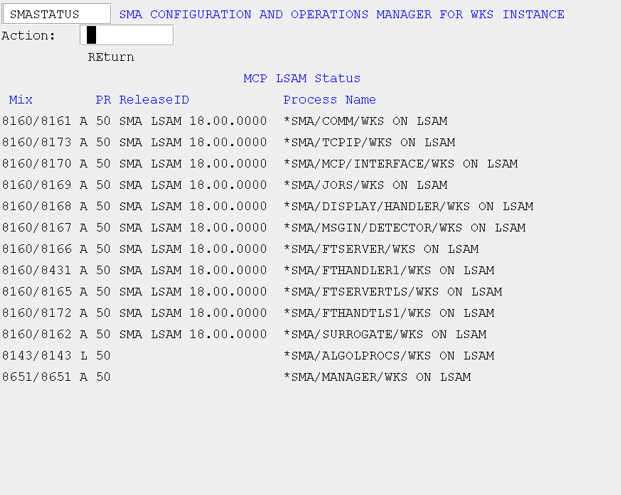 SMASTATUS SMA CONFIGURATION AND OPERATIONS MANAGER FOR WKS INSTANCE
Action:
REturn
MCP LSAM Status
Mix PR ReleaseID Process Name
8160/8161 A 50 SMA LSAM 18.00.0000 *SMA/COMM/WKS ON LSAM
8160/8173 A 50 SMA LSAM 18.00.0000 *SMA/TCPIP/WKS ON LSAM
8160/8170 A 50 SMA LSAM 18.00.0000 *SMA/MCP/INTERFACE/WKS ON LSAM
8160/8169 A 50 SMA LSAM 18.00.0000 *SMA/JORS/WKS ON LSAM
8160/8168 A 50 SMA LSAM 18.00.0000 *SMA/DISPLAY/HANDLER/WKS ON LSAM
8160/8167 A 50 SMA LSAM 18.00.0000 *SMA/MSGIN/DETECTOR/WKS ON LSAM
8160/8166 A 50 SMA LSAM 18.00.0000 *SMA/FTSERVER/WKS ON LSAM
8160/8431 A 50 SMA LSAM 18.00.0000 *SMA/FTHANDLER1/WKS ON LSAM
8160/8165 A 50 SMA LSAM 18.00.0000 *SMA/FTSERVERTLS/WKS ON LSAM
8160/8172 A 50 SMA LSAM 18.00.0000 *SMA/FTHANDTLS1/WKS ON LSAM
8160/8162 A 50 SMA LSAM 18.00.0000 *SMA/SURROGATE/WKS ON LSAM
8143/8143 L 50 *SMA/ALGOLPROCS/WKS ON LSAM
8651/8651 A 50 *SMA/MANAGER/WKS ON LSAM